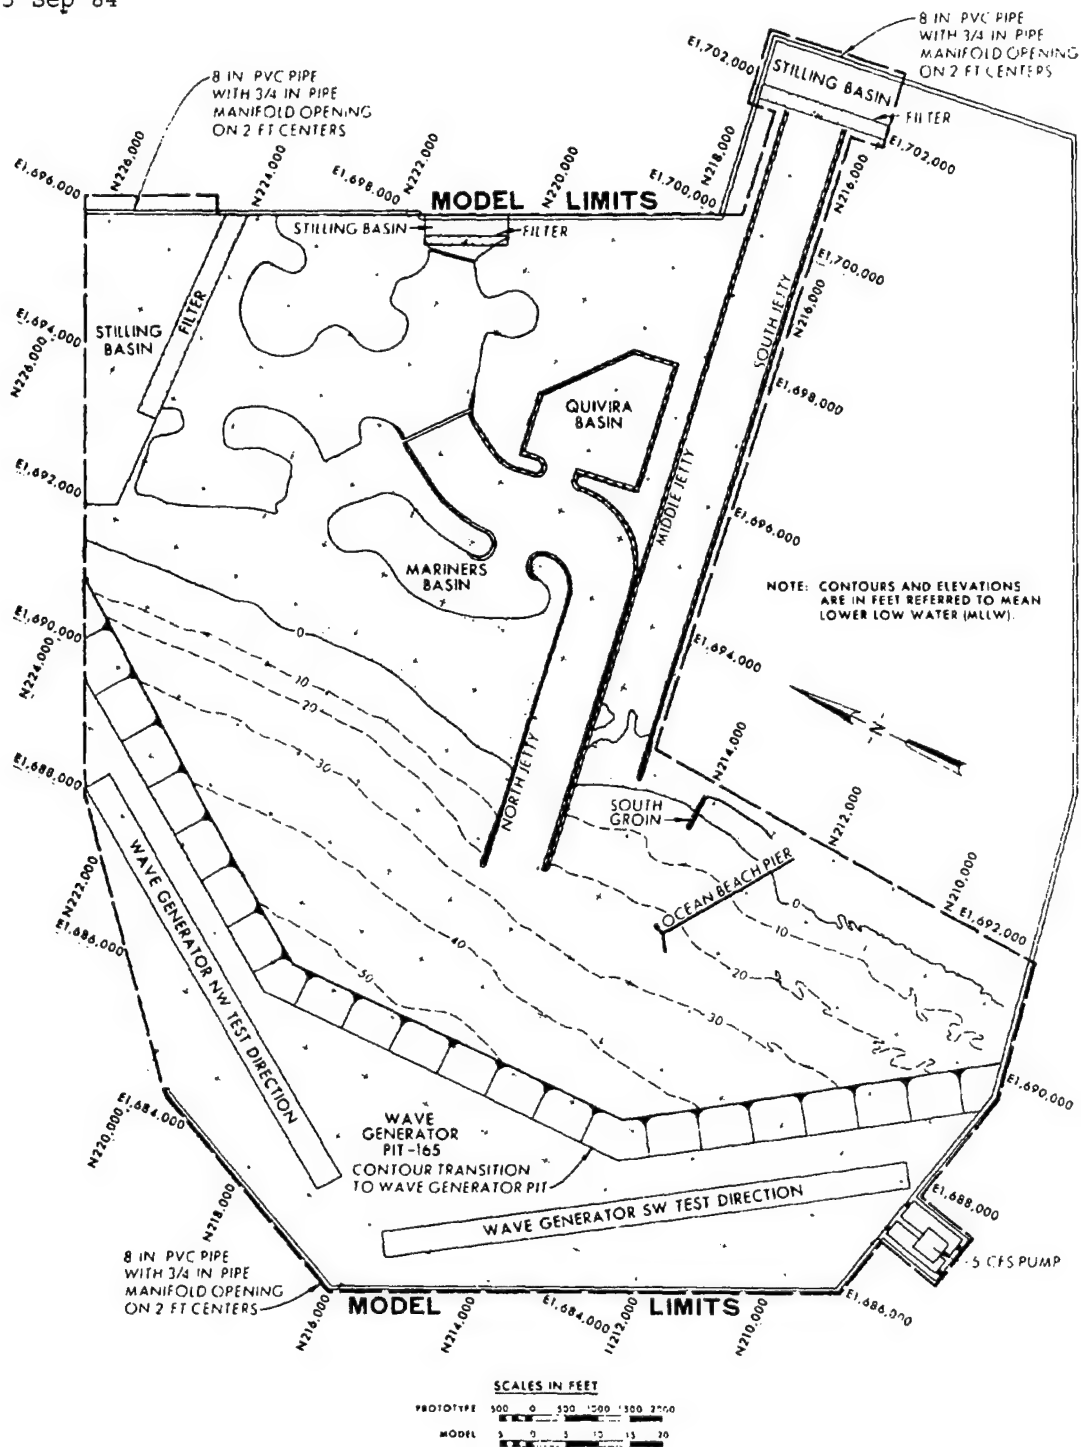 Sep 84
8 IN PVC PIPE
WITH 3/4 IN PIPE
MANIFOLD OPENING
ON 2 FT CENTERS
8 IN PVC PIPE
WITH 3/4 IN PIPE
MANIFOLD OPENING
ON 2 FT CENTERS
E1,702,000
STILLING BASIN
FILTER
E1,702,000
E1,696,000
N226,000
N224,000
E1,698,000
N222,000
N220,000
E1,700,000
N218,000
N216,000
MODEL LIMITS
STILLING BASIN
FILTER
E1,700,000
N216,000
SOUTH JETTY
E1,694,000
N226,000
STILLING
BASIN
FILTER
E1,698,000
QUIVIRA
BASIN
E1,692,000
MIDDLE JETTY
E1,696,000
MARINERS
BASIN
NOTE: CONTOURS AND ELEVATIONS
ARE IN FEET REFERRED TO MEAN
LOWER LOW WATER (MLLW).
E1,690,000
N224,000
0
10
20
30
40
50
E1,694,000
N
N214,000
E1,688,000
NORTH JETTY
SOUTH
GROIN
N212,000
OCEAN BEACH PIER
N210,000
E1,692,000
0
10
20
30
N222,000
E1,686,000
WAVE GENERATOR NW TEST DIRECTION
E1,690,000
E1,684,000
N220,000
WAVE
GENERATOR
PIT -165
CONTOUR TRANSITION
TO WAVE GENERATOR PIT
N218,000
WAVE GENERATOR SW TEST DIRECTION
E1,688,000
5 CFS PUMP
8 IN PVC PIPE
WITH 3/4 IN PIPE
MANIFOLD OPENING
ON 2 FT CENTERS
N216,000
MODEL LIMITS
N214,000
E1,684,000
N212,000
N210,000
E1,686,000
SCALES IN FEET
PROTOTYPE 500 0 500 1000 1500 2000
MODEL 5 0 5 10 15 20